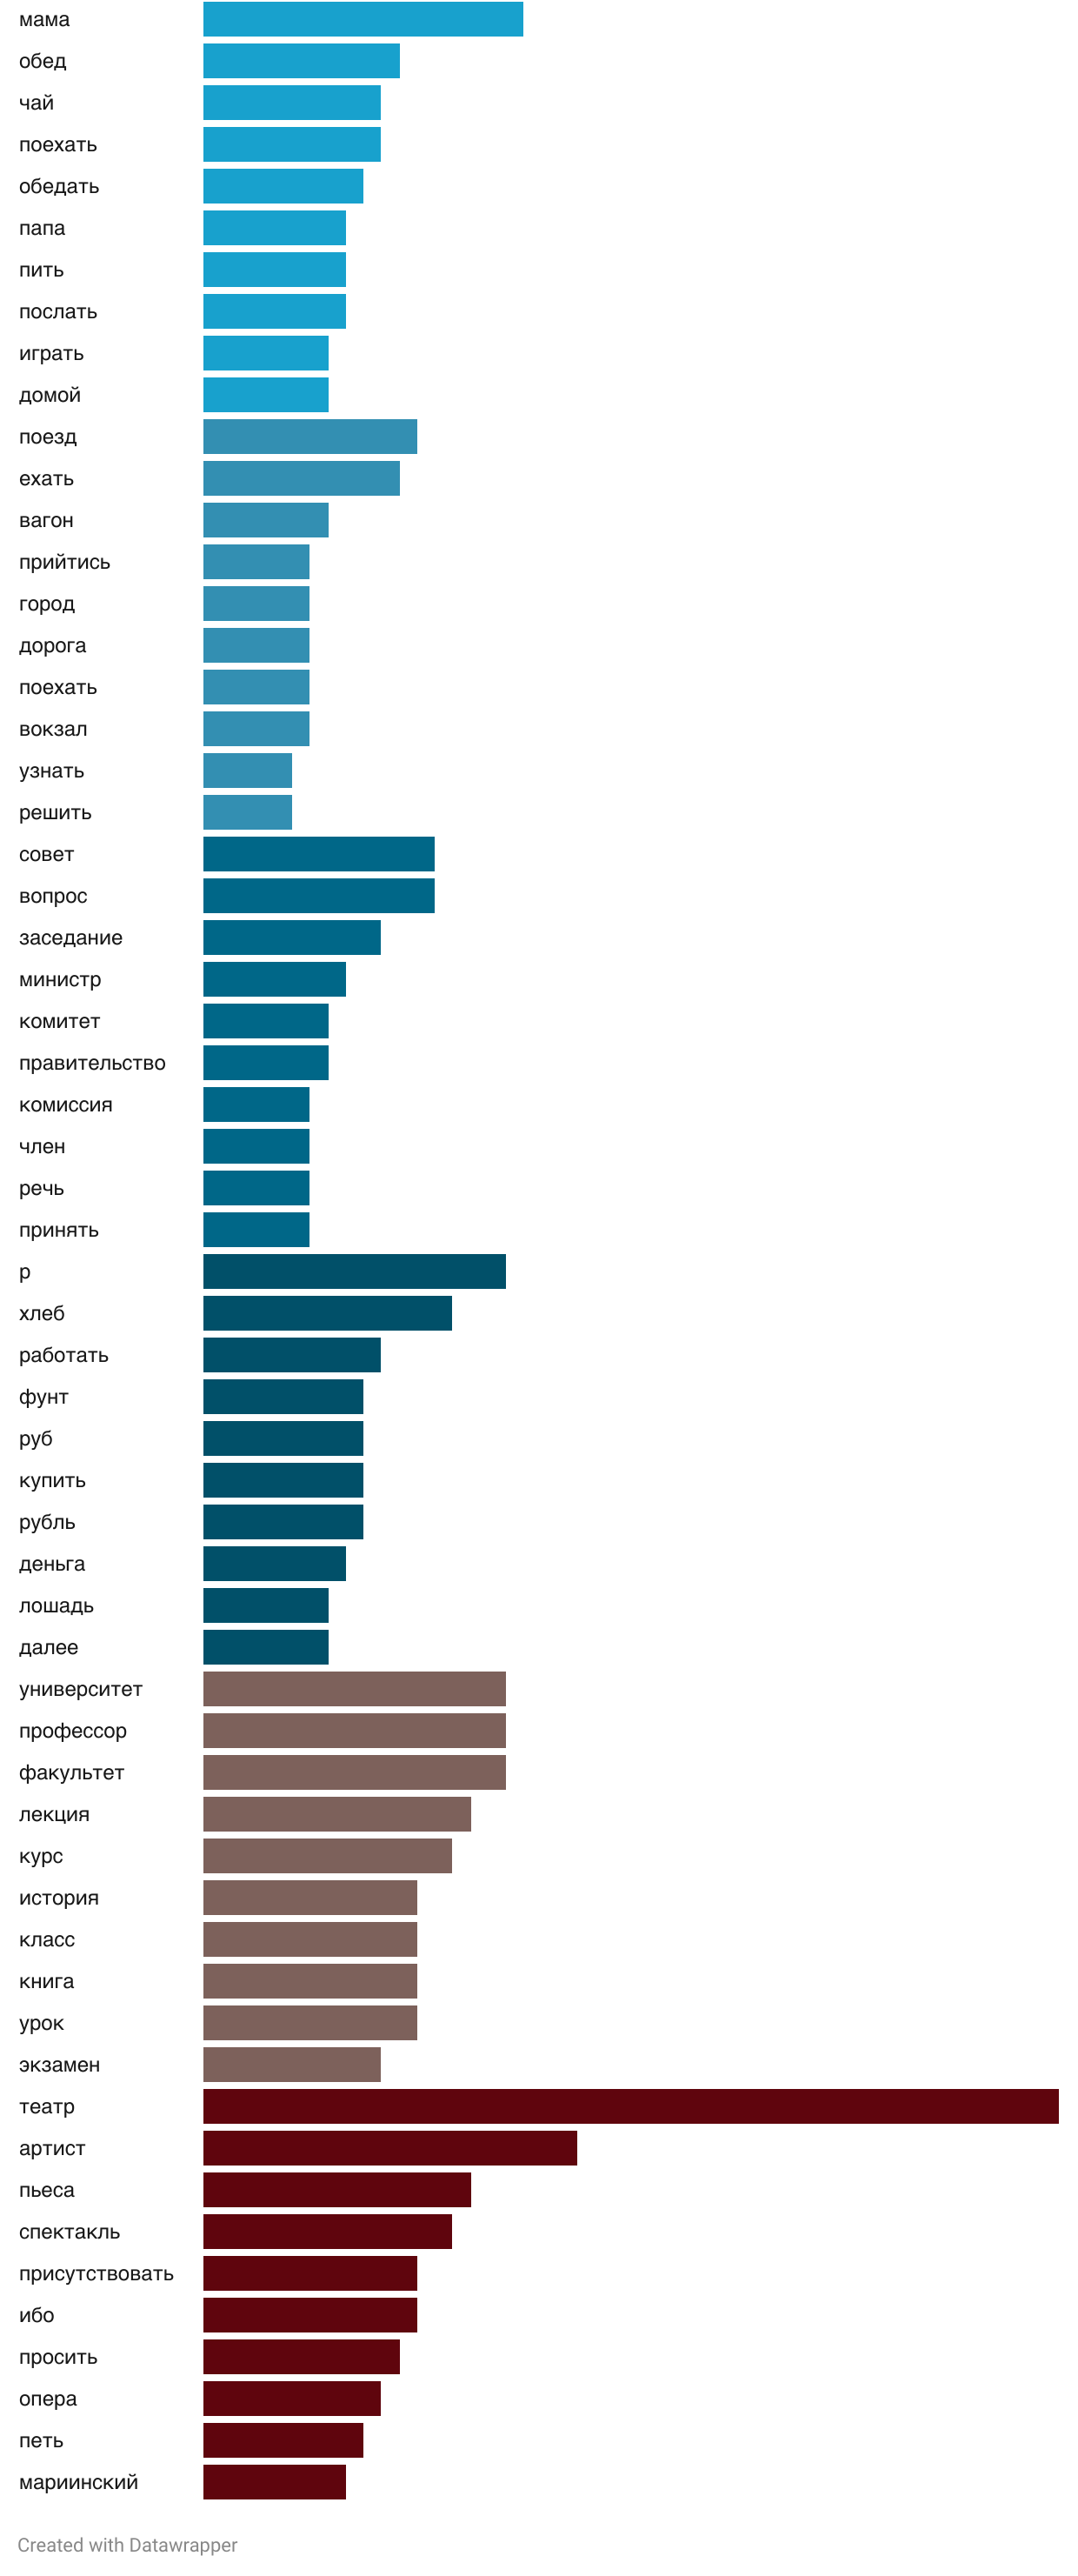 мама
обед
чай
поехать
обедать
папа
пить
послать
играть
домой
поезд
ехать
вагон
прийтись
город
дорога
поехать
вокзал
узнать
решить
совет
вопрос
заседание
министр
комитет
правительство
комиссия
член
речь
принять
р
хлеб
работать
фунт
руб
купить
рубль
деньга
лошадь
далее
университет
профессор
факультет
лекция
курс
история
класс
книга
урок
экзамен
театр
артист
пьеса
спектакль
присутствовать
ибо
просить
опера
петь
мариинский
Created with Datawrapper